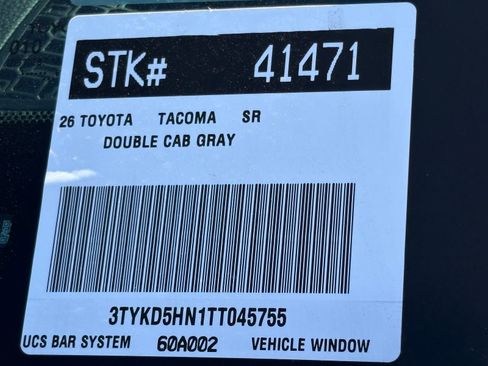 STK# 41471
26 TOYOTA TACOMA SR
DOUBLE CAB GRAY
3TYKD5HN1TT045755
UCS BAR SYSTEM 60A002 VEHICLE WINDOW